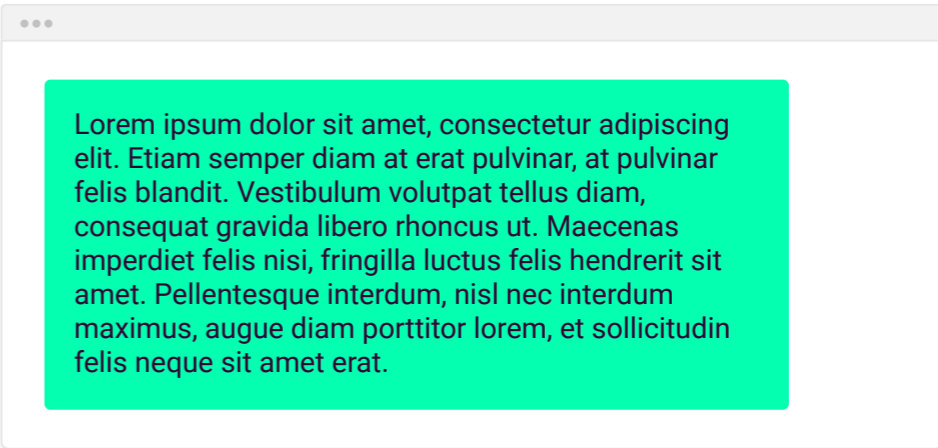 Lorem ipsum dolor sit amet, consectetur adipiscing
elit. Etiam semper diam at erat pulvinar, at pulvinar
felis blandit. Vestibulum volutpat tellus diam,
consequat gravida libero rhoncus ut. Maecenas
imperdiet felis nisi, fringilla luctus felis hendrerit sit
amet. Pellentesque interdum, nisl nec interdum
maximus, augue diam porttitor lorem, et sollicitudin
felis neque sit amet erat.